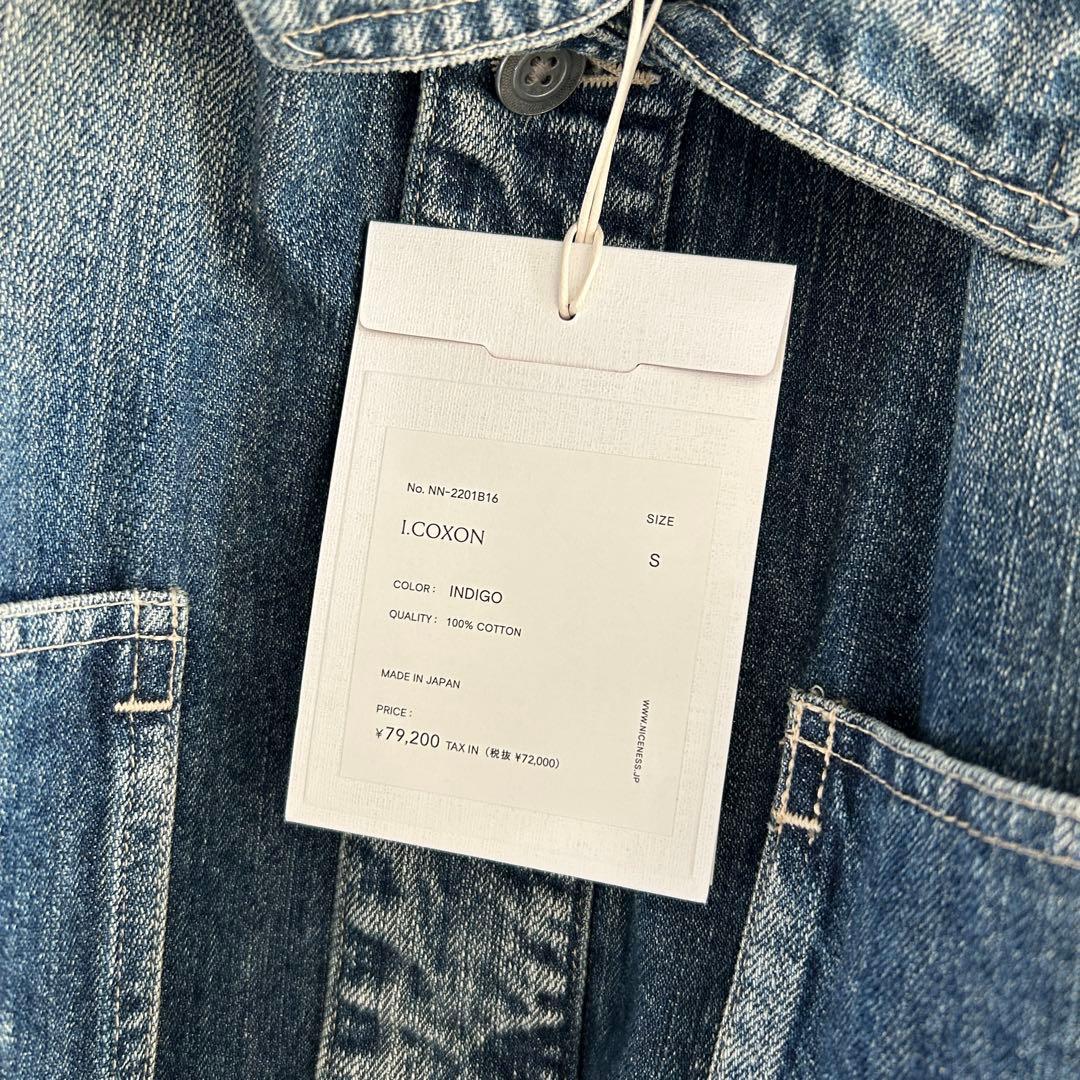 No. NN-2201B16
I.COXON
SIZE
S
COLOR: INDIGO
QUALITY: 100% COTTON
MADE IN JAPAN
PRICE:
¥79,200 TAX IN (税抜 ¥72,000)
WWW.NICENESS.JP